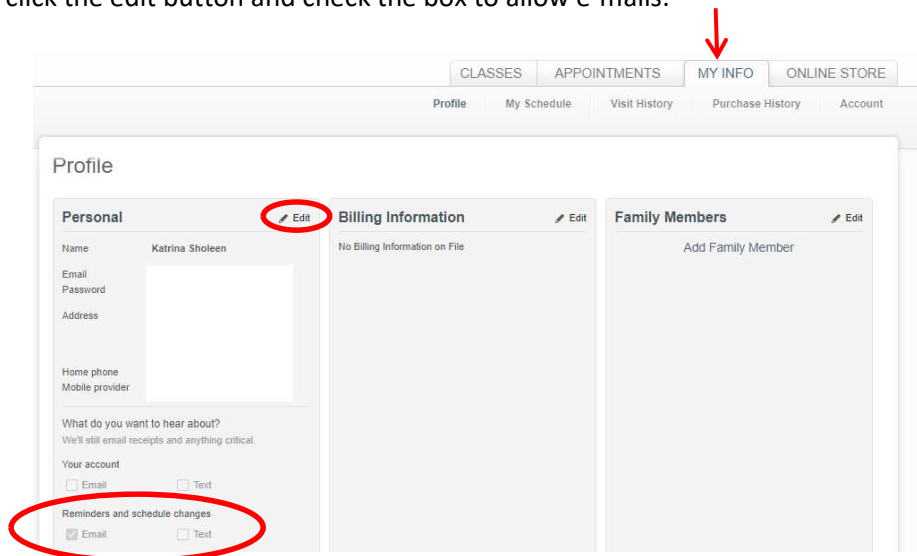 click the edit button and check the box to allow e-mails.
CLASSES APPOINTMENTS MY INFO ONLINE STORE
Profile My Schedule Visit History Purchase History Account
Profile
Personal Edit Billing Information Edit Family Members Edit
Name Katrina Sholeen No Billing Information on File Add Family Member
Email
Password
Address
Home phone
Mobile provider
What do you want to hear about?
We'll still email receipts and anything critical.
Your account
Email Text
Reminders and schedule changes
Email Text